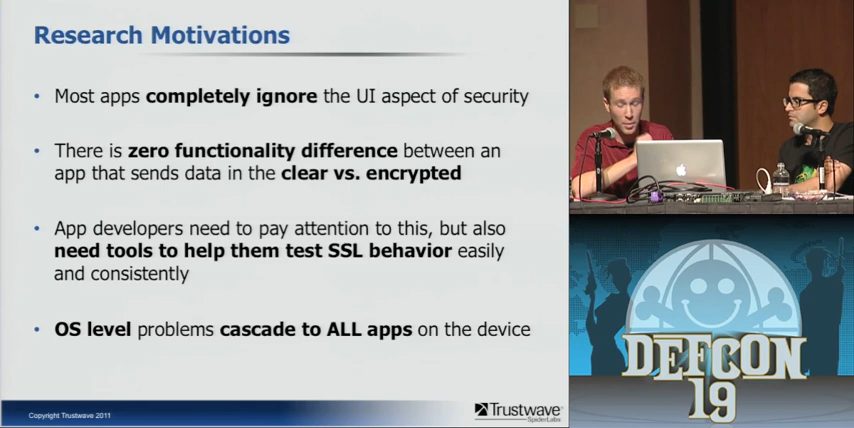 Research Motivations
• Most apps completely ignore the UI aspect of security
• There is zero functionality difference between an
app that sends data in the clear vs. encrypted
• App developers need to pay attention to this, but also
need tools to help them test SSL behavior easily
and consistently
• OS level problems cascade to ALL apps on the device
Copyright Trustwave 2011
Trustwave®
SpiderLabs
DEFCON
19